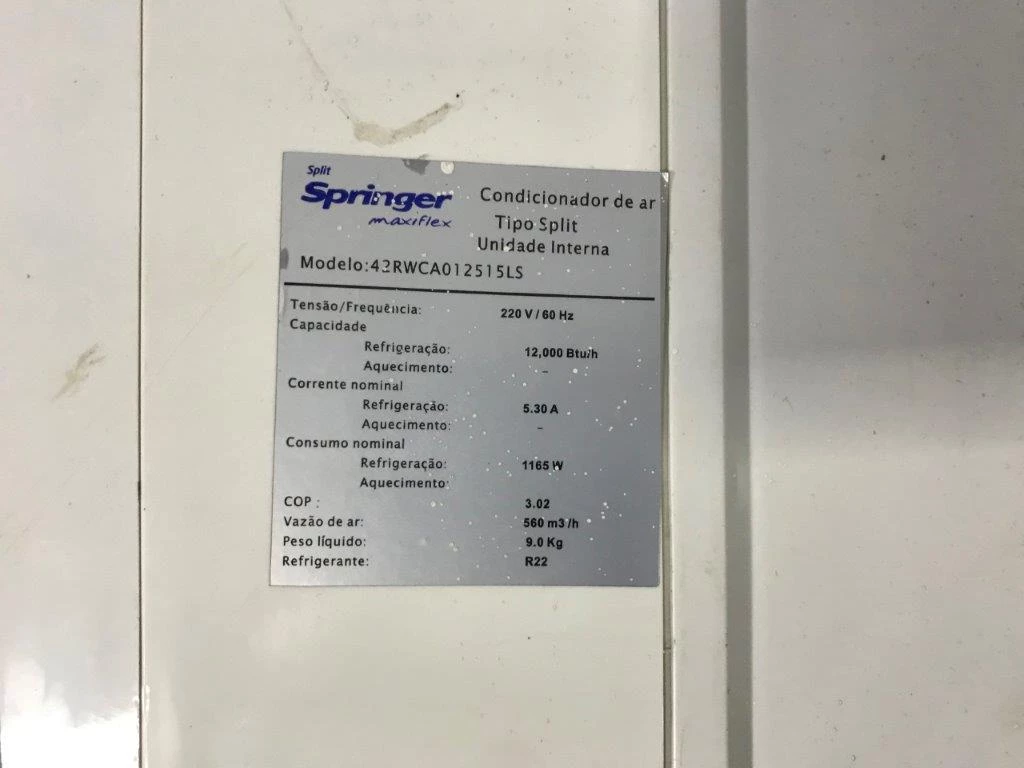 Split
Springer
maxiflex
Condicionador de ar
Tipo Split
Unidade Interna
Modelo:42RWCA012515LS
Tensão/Frequência: 220 V / 60 Hz
Capacidade
Refrigeração: 12,000 Btu/h
Aquecimento: –
Corrente nominal
Refrigeração: 5.30 A
Aquecimento: –
Consumo nominal
Refrigeração: 1165 W
Aquecimento:
COP : 3.02
Vazão de ar: 560 m3 /h
Peso líquido: 9.0 Kg
Refrigerante: R22